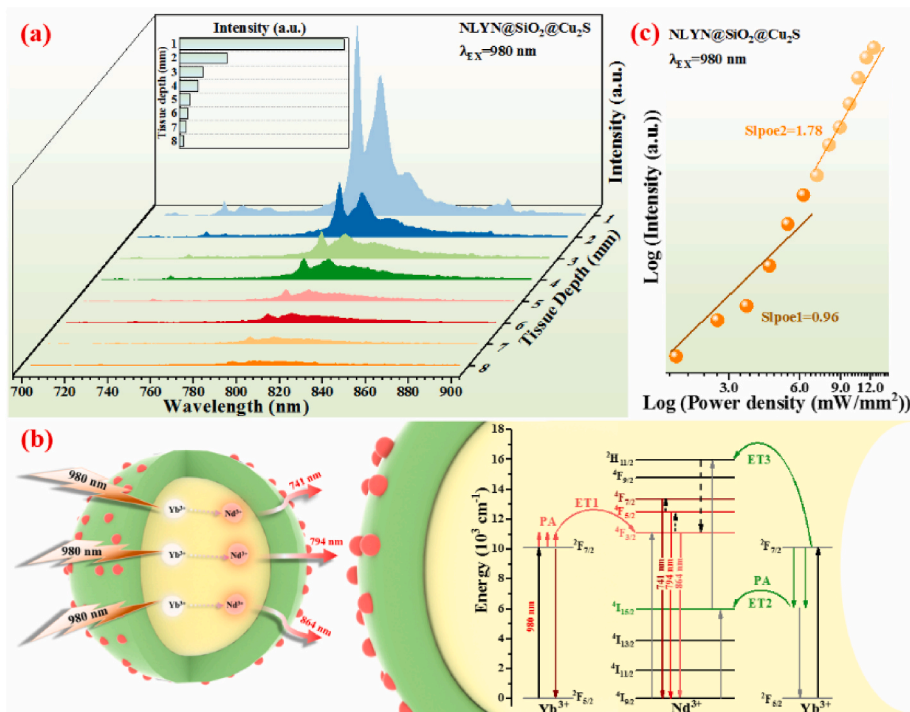 (a)
Intensity (a.u.)
1
2
3
4
5
6
7
8
Tissue depth (mm)
NLYN@SiO₂@Cu₂S
λEX=980 nm
Intensity (a.u.)
1
2
3
4
5
6
7
8
Tissue Depth (mm)
700 720 740 760 780 800 820 840 860 880 900
Wavelength (nm)
(c)
NLYN@SiO₂@Cu₂S
λEX=980 nm
Slpoe2=1.78
Slpoe1=0.96
Log (Intensity (a.u.))
3.0 6.0 9.0 12.0
Log (Power density (mW/mm²))
(b)
980 nm
Yb³⁺
Nd³⁺
741 nm
980 nm
Yb³⁺
Nd³⁺
794 nm
980 nm
Yb³⁺
Nd³⁺
864 nm
Energy (10³ cm⁻¹)
18
16
14
12
10
8
6
4
2
0
PA
ET1
980 nm
²F₇/₂
²F₅/₂
Yb³⁺
²H₁₁/₂
⁴F₉/₂
⁴F₇/₂
⁴F₅/₂
⁴F₃/₂
741 nm
794 nm
864 nm
⁴I₁₅/₂
⁴I₁₃/₂
⁴I₁₁/₂
⁴I₉/₂
Nd³⁺
ET3
²F₇/₂
PA
ET2
²F₅/₂
Yb³⁺